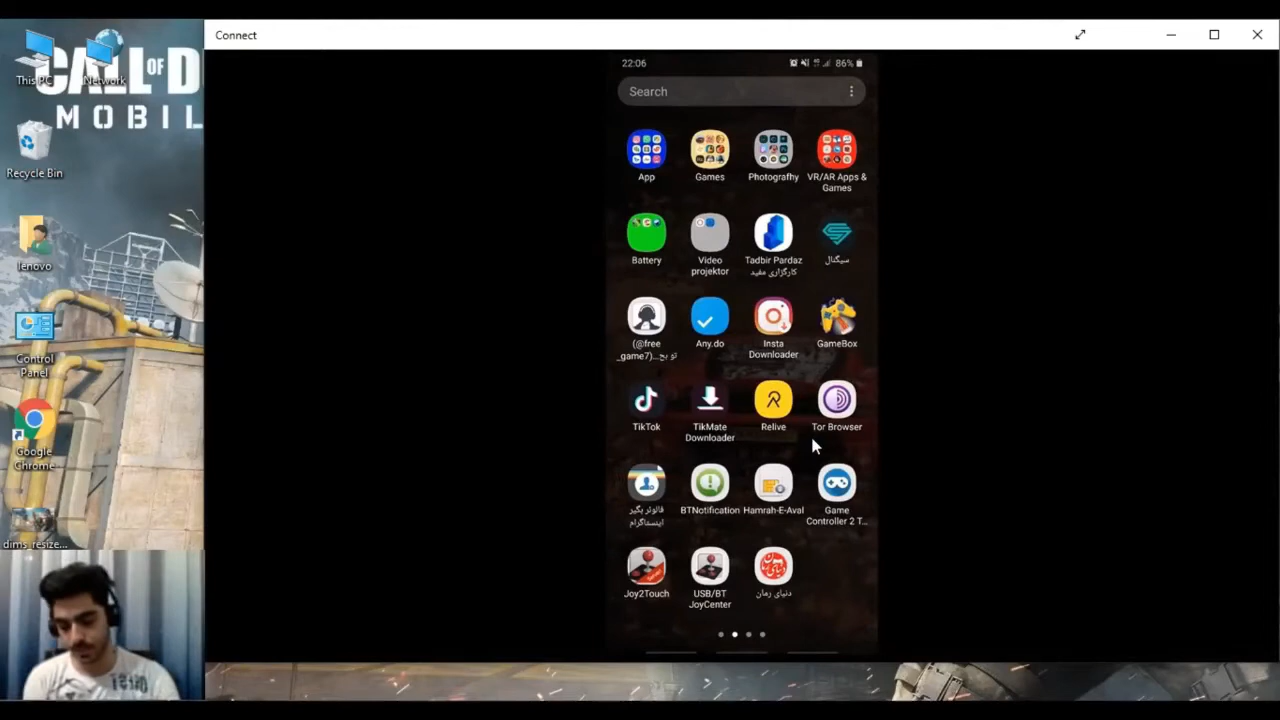 Connect
CALL OF D
MOBIL
This PC
Network
Recycle Bin
lenovo
Control
Panel
Google
Chrome
dims_resize...
22:06
86%
Search
App
Games
Photografhy
VR/AR Apps &
Games
Battery
Video
projektor
Tadbir Pardaz
کارگزاری مفید
سیگنال
(@free
_game7)...تو بح
Any.do
Insta
Downloader
GameBox
TikTok
TikMate
Downloader
Relive
Tor Browser
فالوئر بگیر
اینستاگرام
BTNotification
Hamrah-E-Aval
Game
Controller 2 T...
Joy2Touch
USB/BT
JoyCenter
دنیای رمان